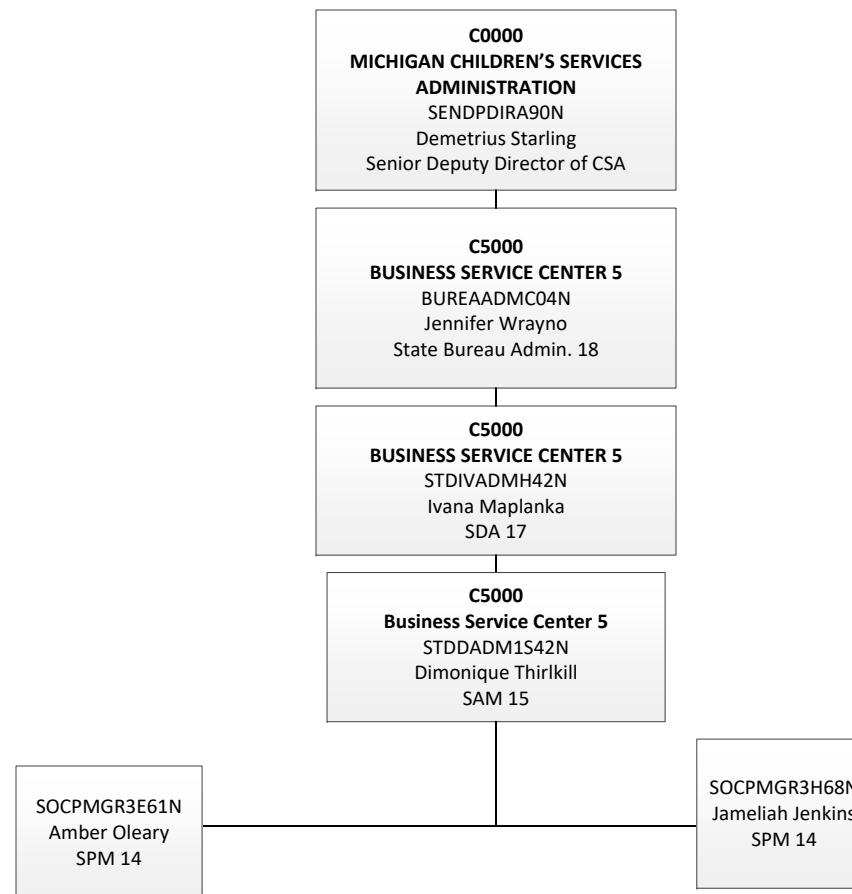 C0000
MICHIGAN CHILDREN’S SERVICES
ADMINISTRATION
SENDPDIRA90N
Demetrius Starling
Senior Deputy Director of CSA
C5000
BUSINESS SERVICE CENTER 5
BUREAADMC04N
Jennifer Wrayno
State Bureau Admin. 18
C5000
BUSINESS SERVICE CENTER 5
STDIVADMH42N
Ivana Maplanka
SDA 17
C5000
Business Service Center 5
STDDADM1S42N
Dimonique Thirlkill
SAM 15
SOCPMGR3E61N
Amber Oleary
SPM 14
SOCPMGR3H68N
Jameliah Jenkins
SPM 14